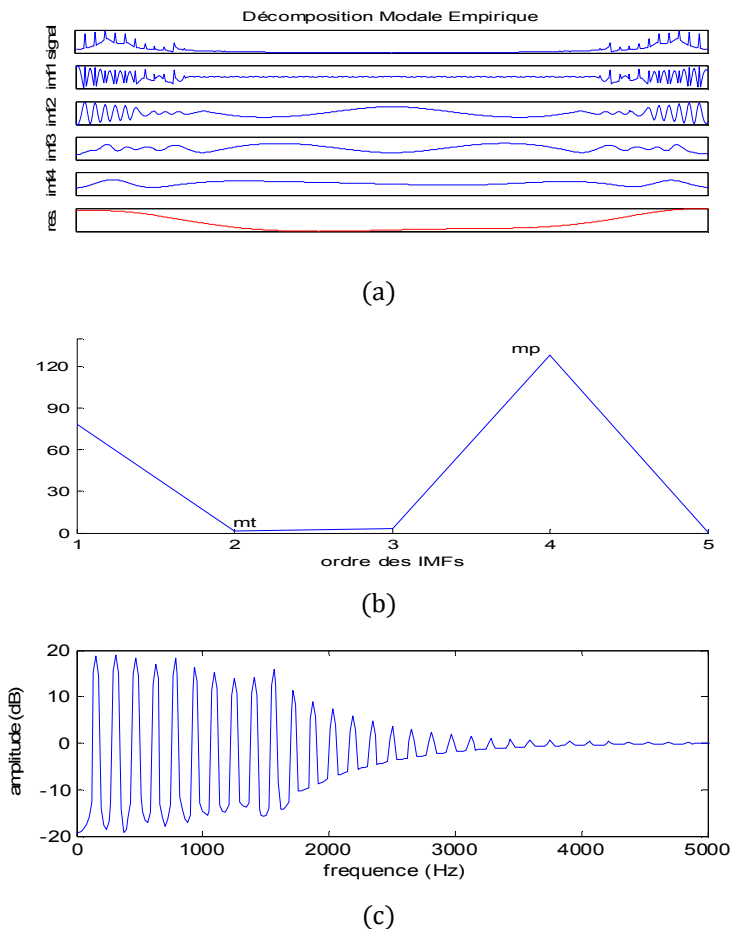 Décomposition Modale Empirique
signal
imf1
imf2
imf3
imf4
res.
(a)
120
90
60
30
0
mt
mp
1 2 3 4 5
ordre des IMFs
(b)
20
10
0
-10
-20
amplitude (dB)
0 1000 2000 3000 4000 5000
frequence (Hz)
(c)